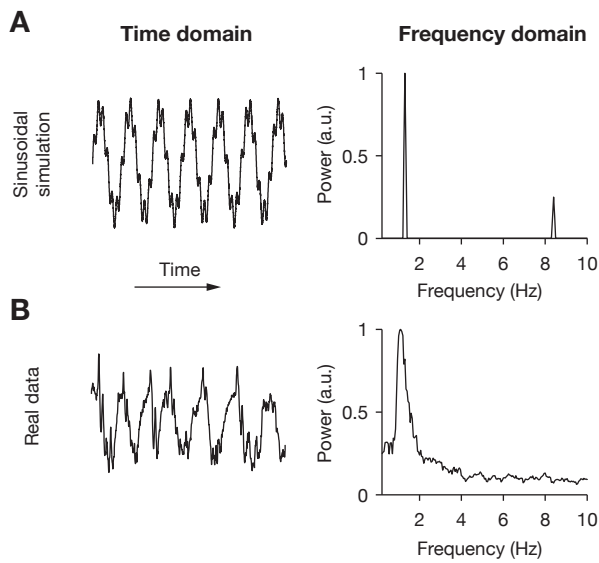 A
Time domain
Frequency domain
Sinusoidal
simulation
Time
Power (a.u.)
1
0.5
0
2 4 6 8 10
Frequency (Hz)
B
Real data
Power (a.u.)
1
0.5
0
2 4 6 8 10
Frequency (Hz)